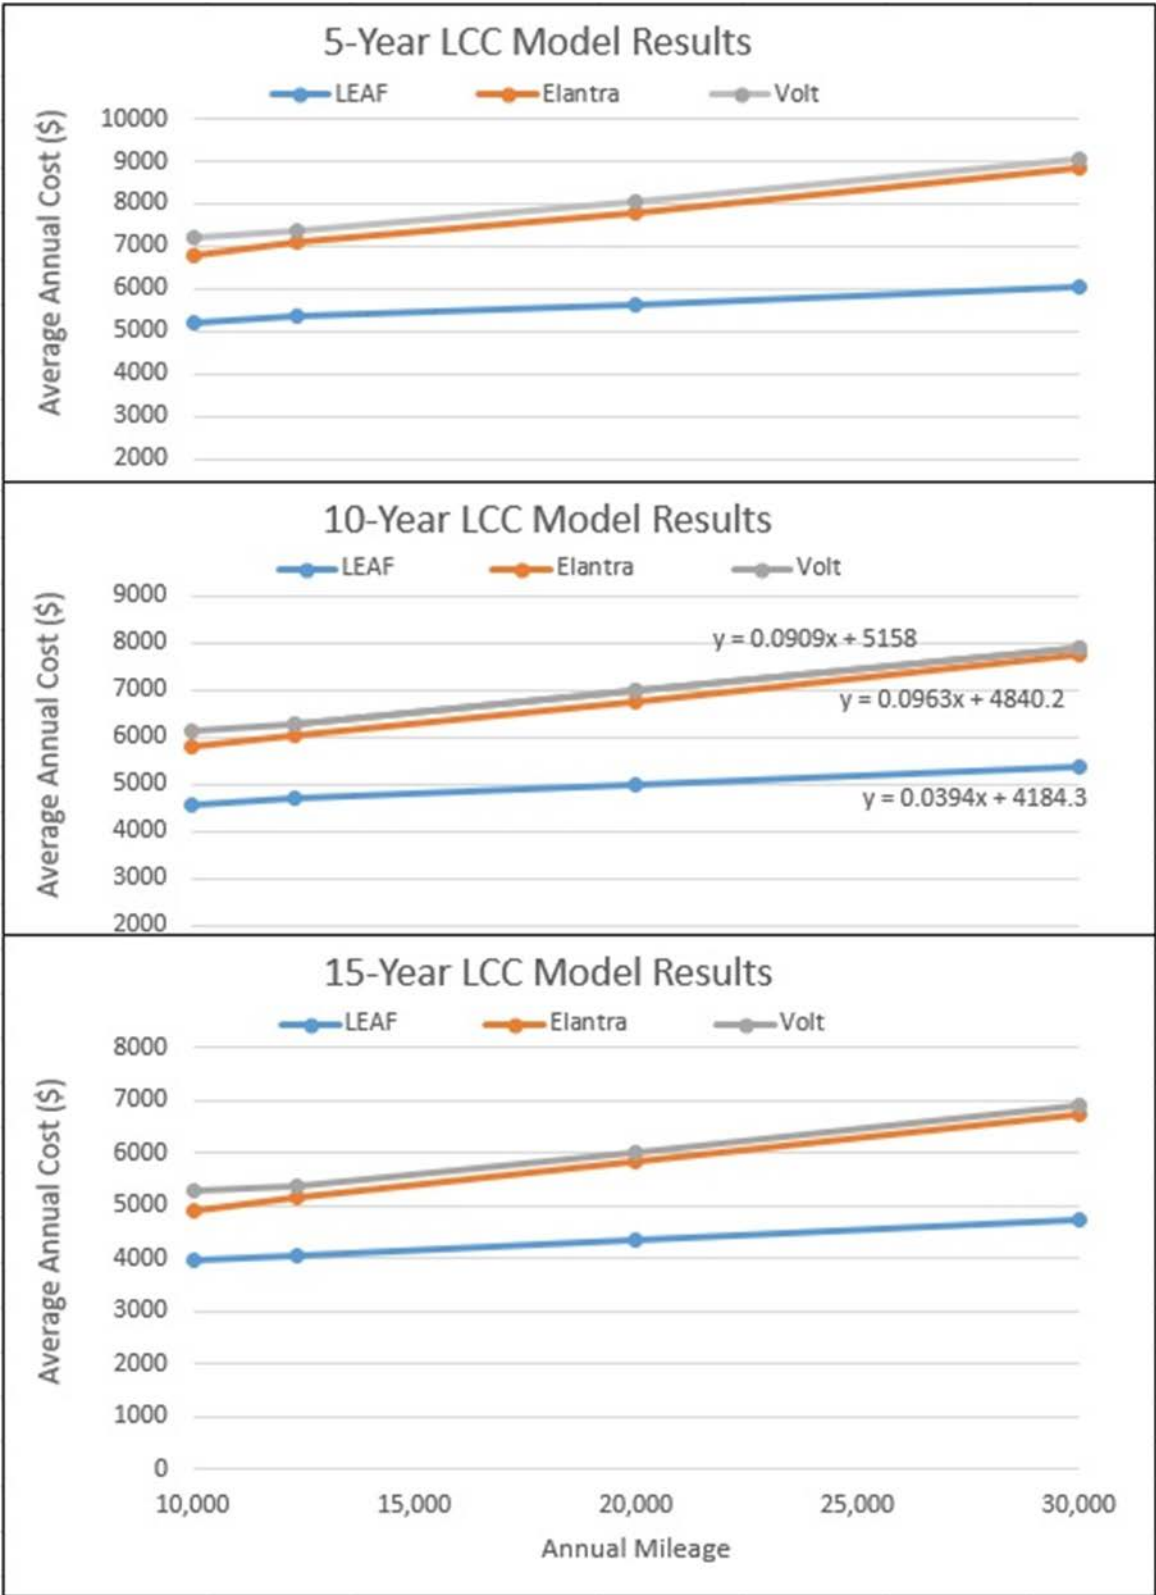 5-Year LCC Model Results
LEAF Elantra Volt
Average Annual Cost ($)
10000
9000
8000
7000
6000
5000
4000
3000
2000
10-Year LCC Model Results
LEAF Elantra Volt
Average Annual Cost ($)
9000
8000
7000
6000
5000
4000
3000
2000
y = 0.0909x + 5158
y = 0.0963x + 4840.2
y = 0.0394x + 4184.3
15-Year LCC Model Results
LEAF Elantra Volt
Average Annual Cost ($)
8000
7000
6000
5000
4000
3000
2000
1000
0
10,000 15,000 20,000 25,000 30,000
Annual Mileage